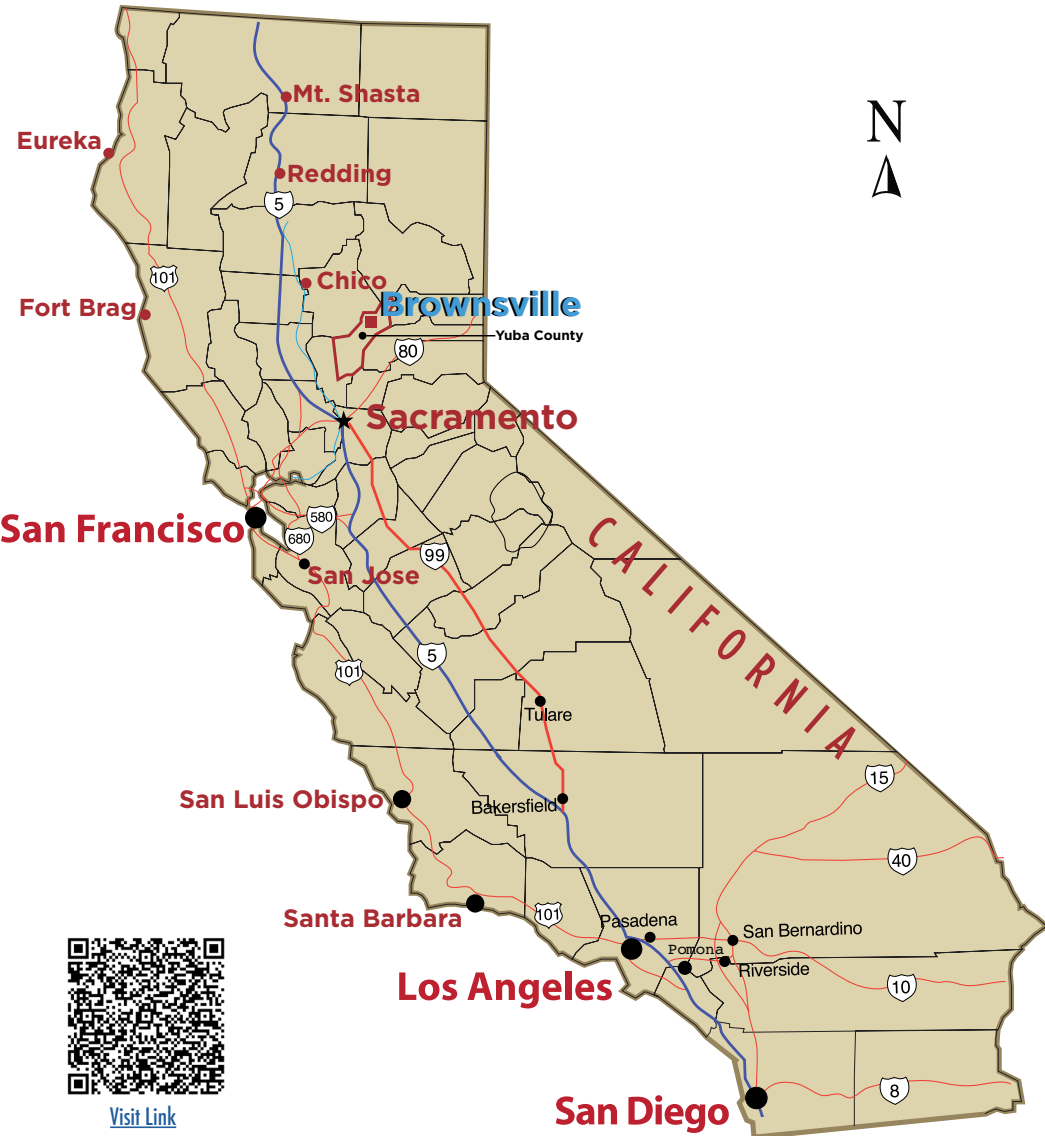 Mt. Shasta
N
Eureka
Redding
5
101
Chico
Brownsville
Fort Brag
Yuba County
80
Sacramento
San Francisco
580
680
99
CALIFORNIA
San Jose
5
101
Tulare
15
San Luis Obispo
Bakersfield
40
Santa Barbara
101
Pasadena
San Bernardino
Pomona
Riverside
Los Angeles
10
8
San Diego
Visit Link